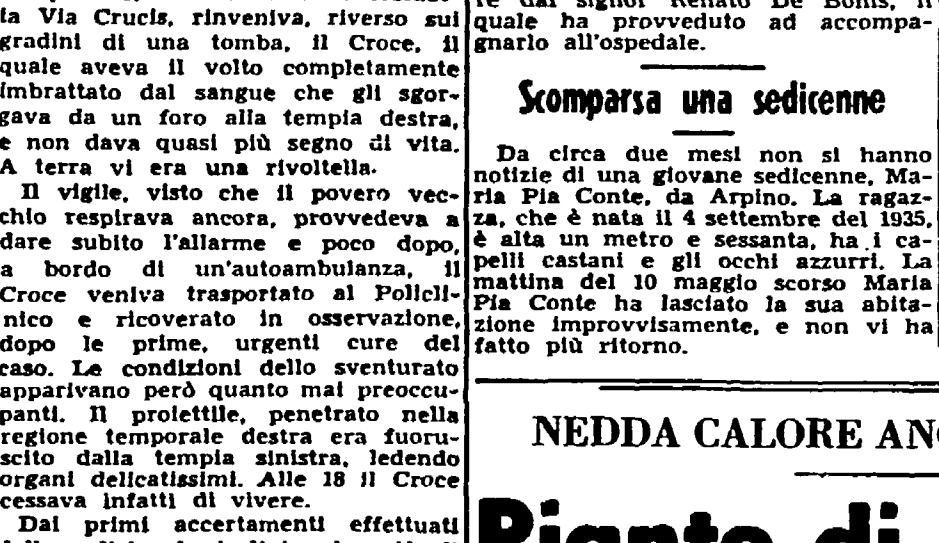 la Via Crucis, rinveniva, riverso sui
gradini di una tomba, il Croce, il
quale aveva il volto completamente
imbrattato dal sangue che gli sgor-
gava da un foro alla tempia destra,
e non dava quasi più segno di vita.
A terra vi era una rivoltella.
Il vigile, visto che il povero vec-
chio respirava ancora, provvedeva a
dare subito l'allarme e poco dopo,
a bordo di un'autoambulanza, il
Croce veniva trasportato al Policli-
nico e ricoverato in osservazione,
dopo le prime, urgenti cure del
caso. Le condizioni dello sventurato
apparivano però quanto mai preoccu-
panti. Il proiettile, penetrato nella
regione temporale destra era fuoru-
scito dalla tempia sinistra, ledendo
organi delicatissimi. Alle 18 il Croce
cessava infatti di vivere.
Dai primi accertamenti effettuati
re dal signor Renato De Bonis, il
quale ha provveduto ad accompa-
gnarlo all'ospedale.
Scomparsa una sedicenne
Da circa due mesi non si hanno
notizie di una giovane sedicenne, Ma-
ria Pia Conte, da Arpino. La ragaz-
za, che è nata il 4 settembre del 1935,
è alta un metro e sessanta, ha i ca-
pelli castani e gli occhi azzurri. La
mattina del 10 maggio scorso Maria
Pia Conte ha lasciato la sua abita-
zione improvvisamente, e non vi ha
fatto più ritorno.
NEDDA CALORE AN
Pianto di